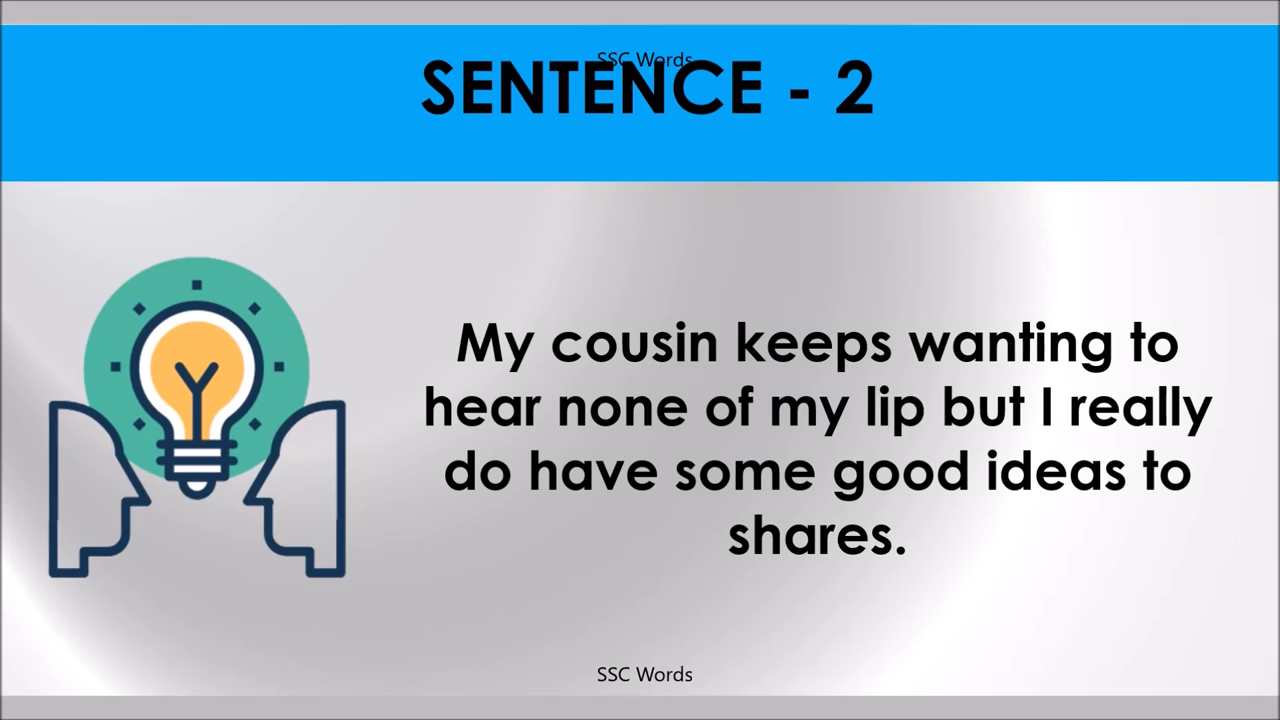 SSC Words
SENTENCE - 2
My cousin keeps wanting to
hear none of my lip but I really
do have some good ideas to
shares.
SSC Words